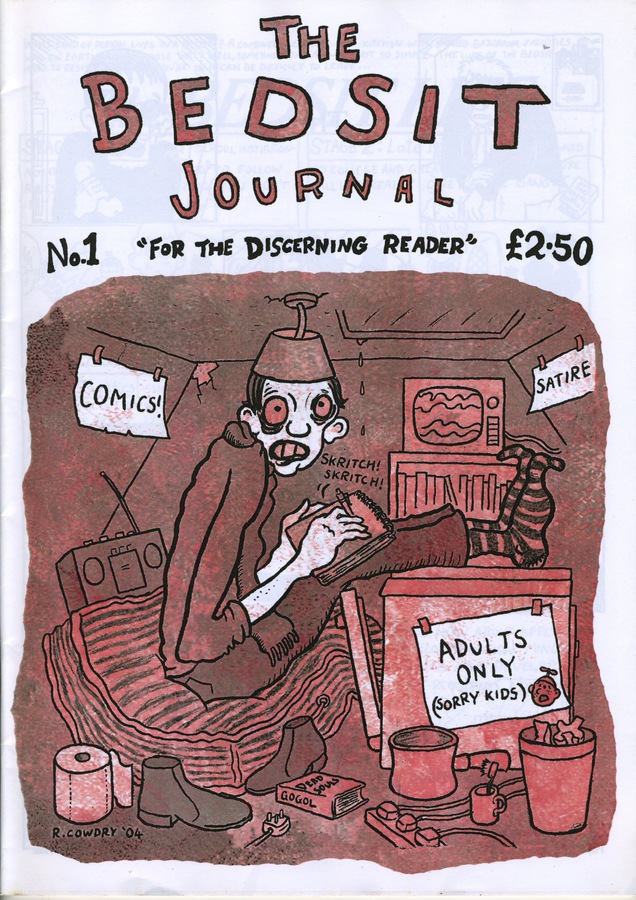 THE
BEDSIT
JOURNAL
No.1 "FOR THE DISCERNING READER" £2.50
COMICS!
SATIRE
SKRITCH!
SKRITCH!
ADULTS
ONLY
(SORRY KIDS)
DEAD
SOULS
GOGOL
R.COWDRY '04